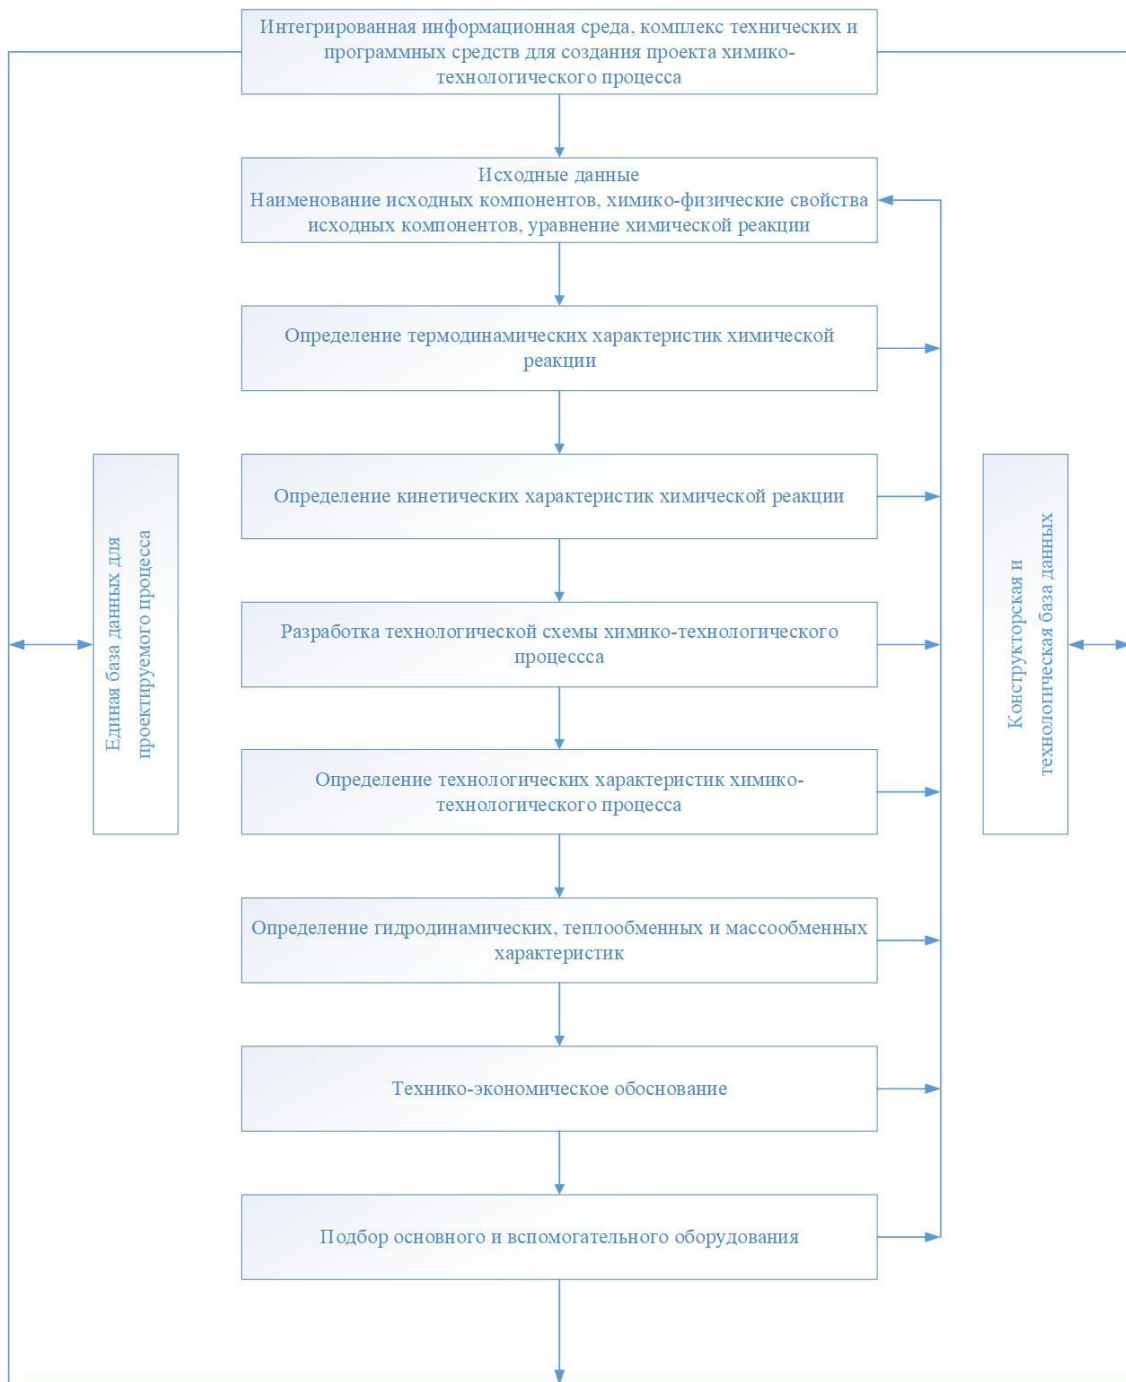 Интегрированная информационная среда, комплекс технических и
программных средств для создания проекта химико-
технологического процесса
Исходные данные
Наименование исходных компонентов, химико-физические свойства
исходных компонентов, уравнение химической реакции
Определение термодинамических характеристик химической
реакции
Определение кинетических характеристик химической реакции
Единая база данных для
проектируемого процесса
Разработка технологической схемы химико-технологического
процессса
Конструкторская и
технологическая база данных
Определение технологических характеристик химико-
технологического процесса
Определение гидродинамических, теплообменных и массообменных
характеристик
Технико-экономическое обоснование
Подбор основного и вспомогательного оборудования